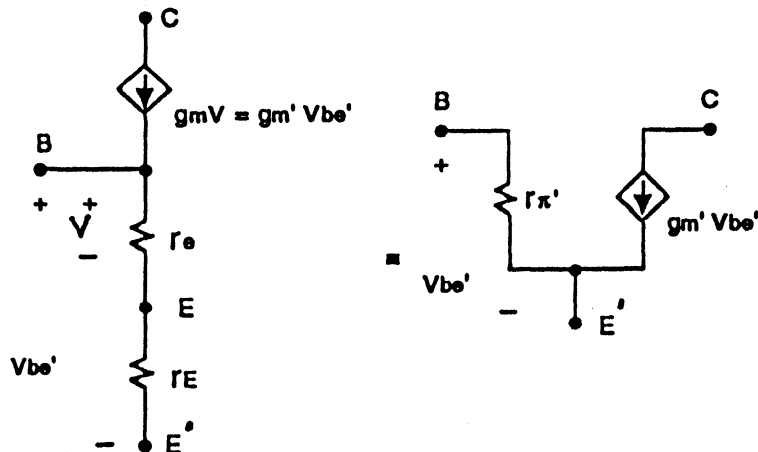 C
gmV = gm' Vbe'
B
+
+
V
−
re
E
Vbe'
rE
−
E'
=
B
+
C
rπ'
gm' Vbe'
Vbe'
−
E'